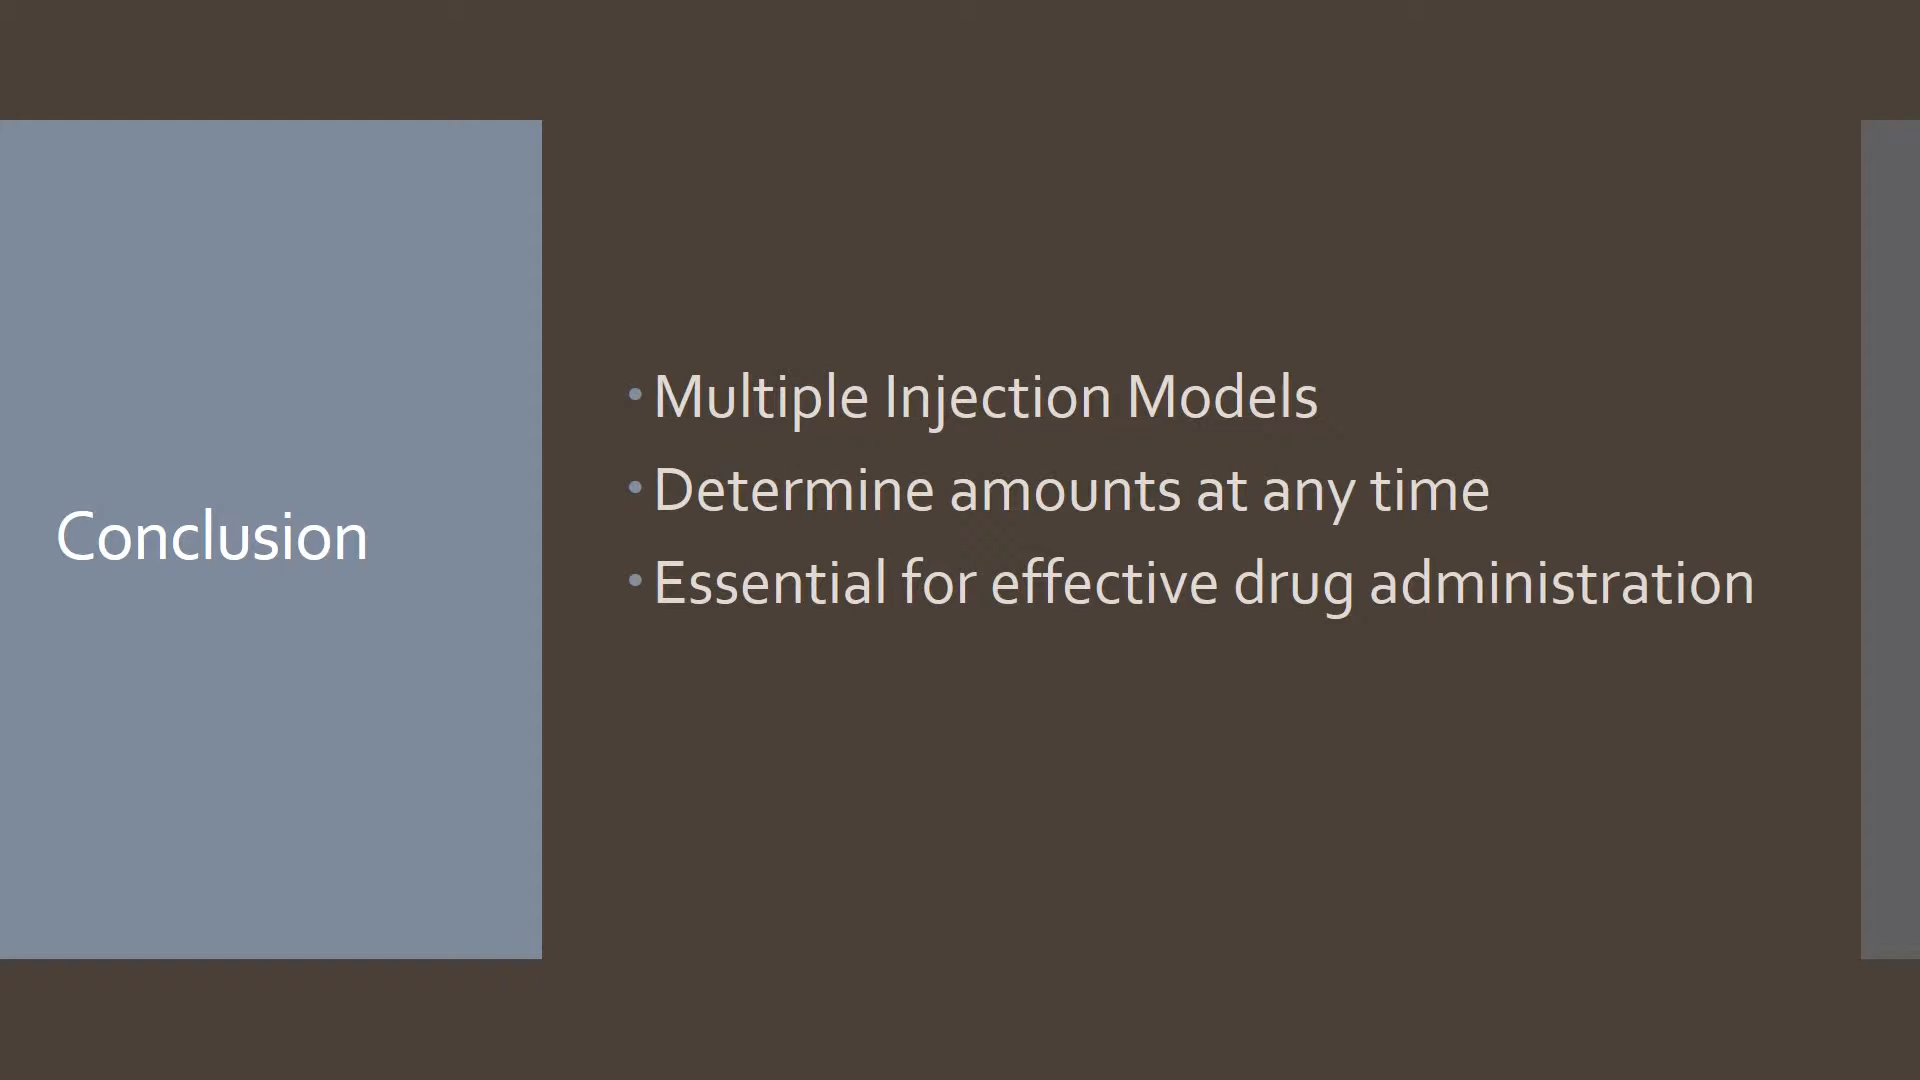 Conclusion
• Multiple Injection Models
• Determine amounts at any time
• Essential for effective drug administration